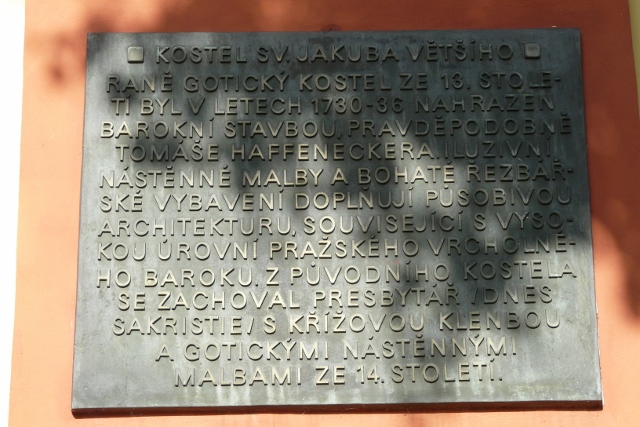 KOSTEL SV. JAKUBA VĚTŠÍHO
RANĚ GOTICKÝ KOSTEL ZE 13. STOLE-
TÍ BYL V LETECH 1730-36 NAHRAZEN
BAROKNÍ STAVBOU, PRAVDĚPODOBNĚ
TOMÁŠE HAFFENECKERA. ILUZIVNÍ
NÁSTĚNNÉ MALBY A BOHATÉ ŘEZBÁŘ-
SKÉ VYBAVENÍ DOPLŇUJÍ PŮSOBIVOU
ARCHITEKTURU, SOUVISEJÍCÍ S VYSO-
KOU ÚROVNÍ PRAŽSKÉHO VRCHOLNÉ-
HO BAROKU. Z PŮVODNÍHO KOSTELA
SE ZACHOVAL PRESBYTÁŘ /DNES
SAKRISTIE/ S KŘÍŽOVOU KLENBOU
A GOTICKÝMI NÁSTĚNNÝMI
MALBAMI ZE 14. STOLETÍ.